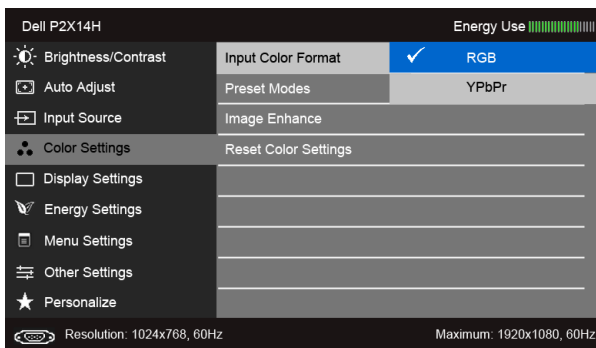 Dell P2X14H Energy Use
Brightness/Contrast Input Color Format RGB
Auto Adjust Preset Modes YPbPr
Input Source Image Enhance
Color Settings Reset Color Settings
Display Settings
Energy Settings
Menu Settings
Other Settings
Personalize
Resolution: 1024x768, 60Hz Maximum: 1920x1080, 60Hz